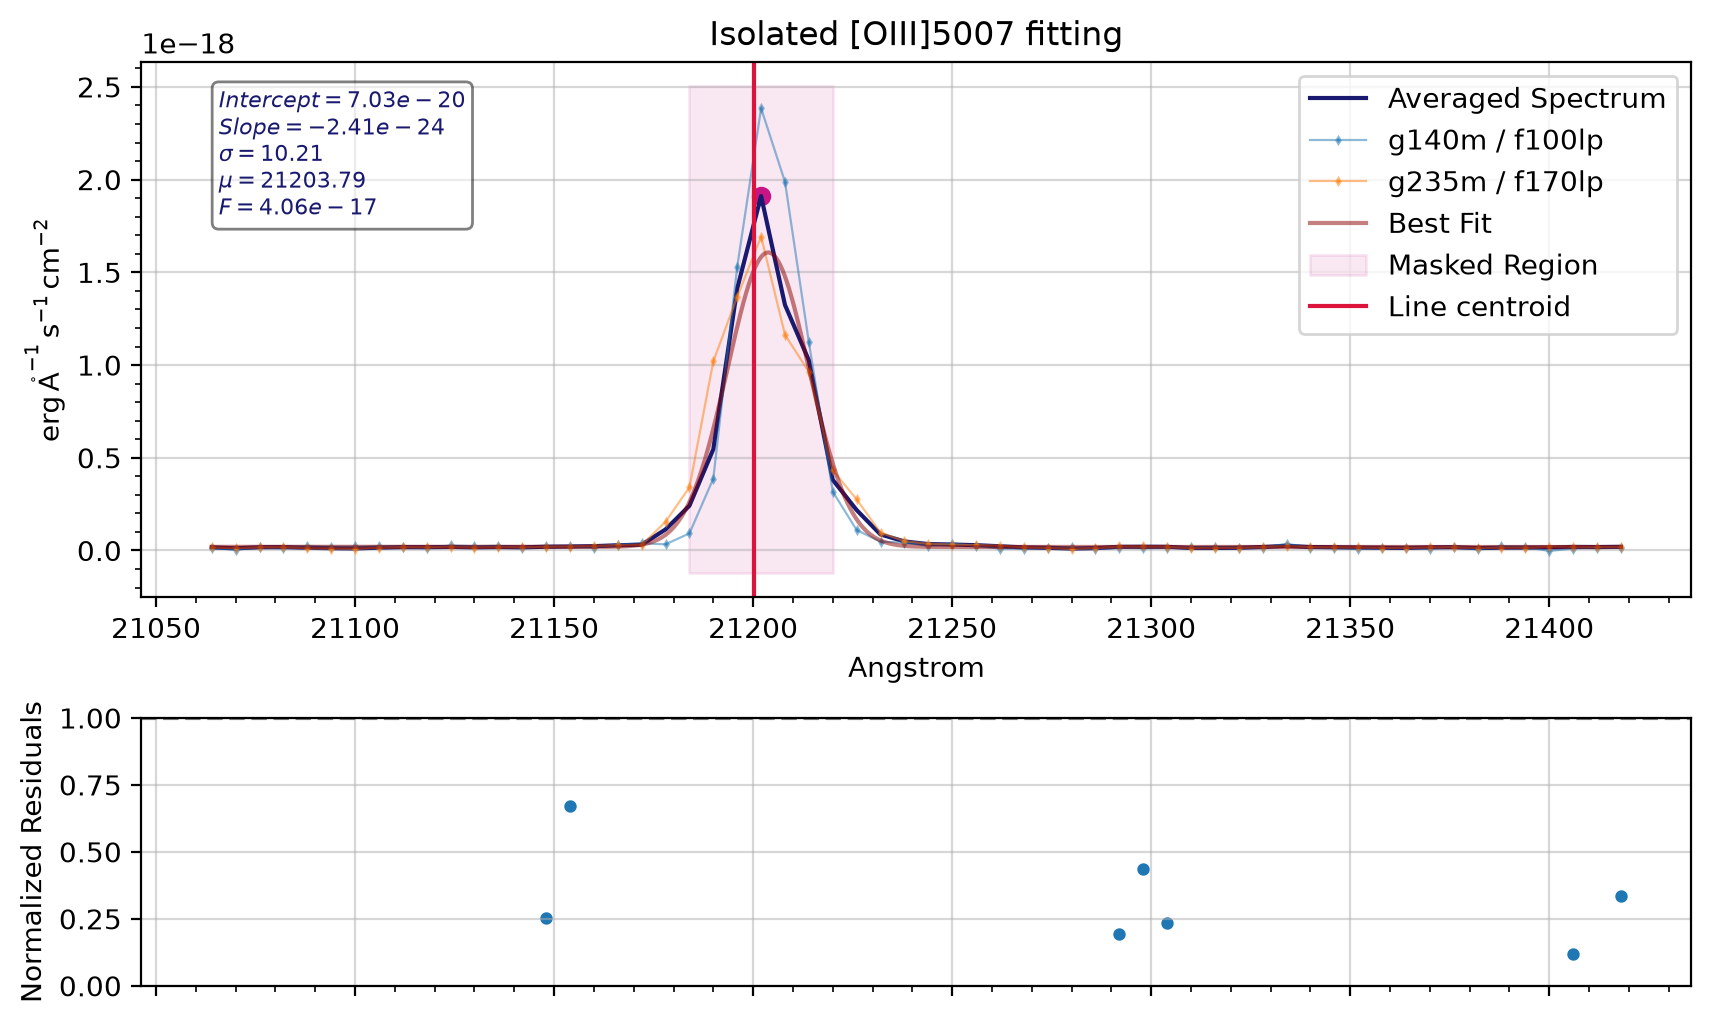 Isolated [OIII]5007 fitting
1e−18
Intercept = 7.03e − 20
Slope = −2.41e − 24
σ = 10.21
μ = 21203.79
F = 4.06e − 17
Averaged Spectrum
g140m / f100lp
g235m / f170lp
Best Fit
Masked Region
Line centroid
2.5
2.0
1.5
1.0
0.5
0.0
erg Å⁻¹ s⁻¹ cm⁻²
21050 21100 21150 21200 21250 21300 21350 21400
Angstrom
Normalized Residuals
1.00
0.75
0.50
0.25
0.00